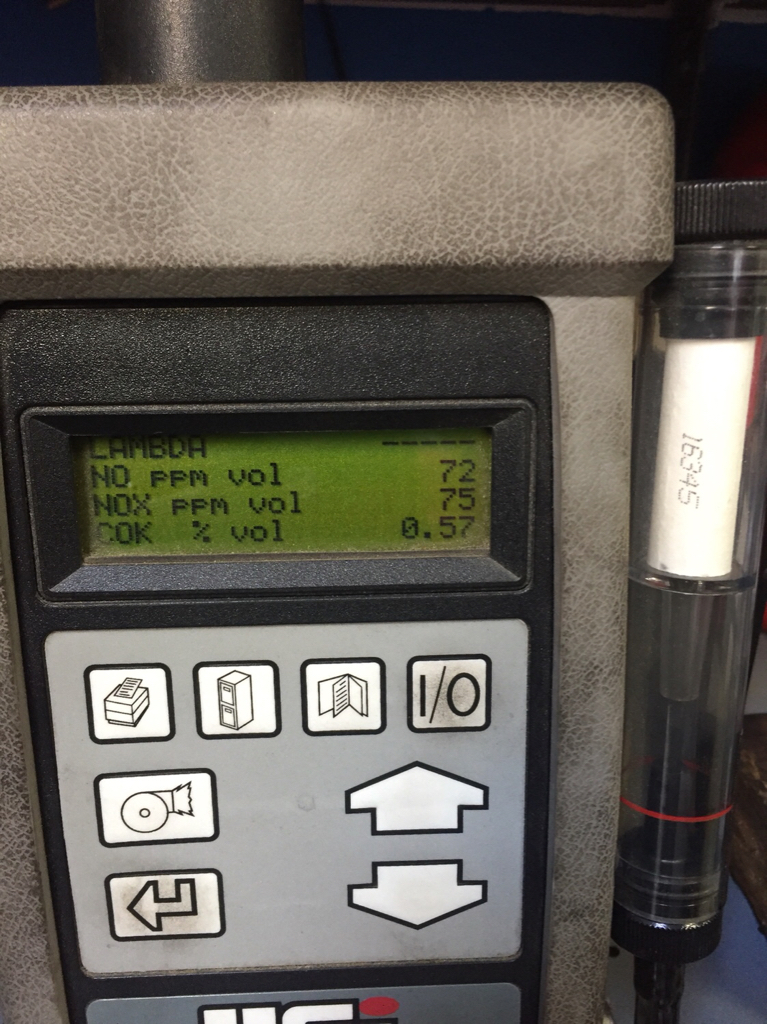 LAMBDA -----
NO ppm vol 72
NOX ppm vol 75
COK % vol 0.57
16345
I/O